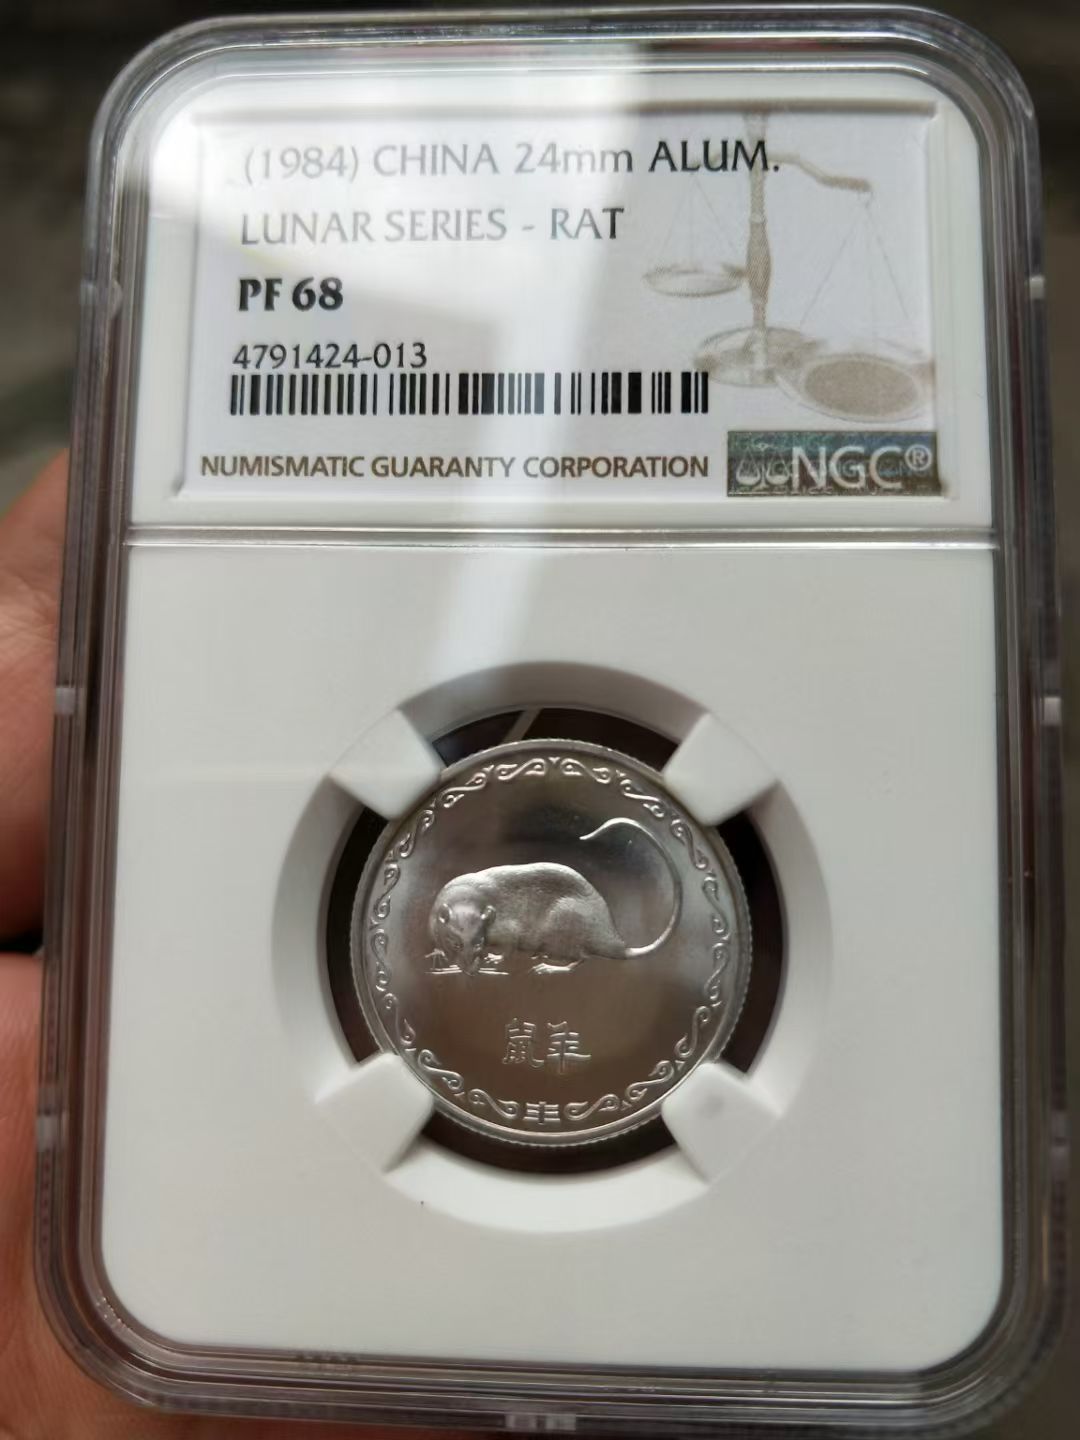 (1984) CHINA 24mm ALUM.
LUNAR SERIES - RAT
PF 68
4791424-013
NUMISMATIC GUARANTY CORPORATION
NGC®
鼠年